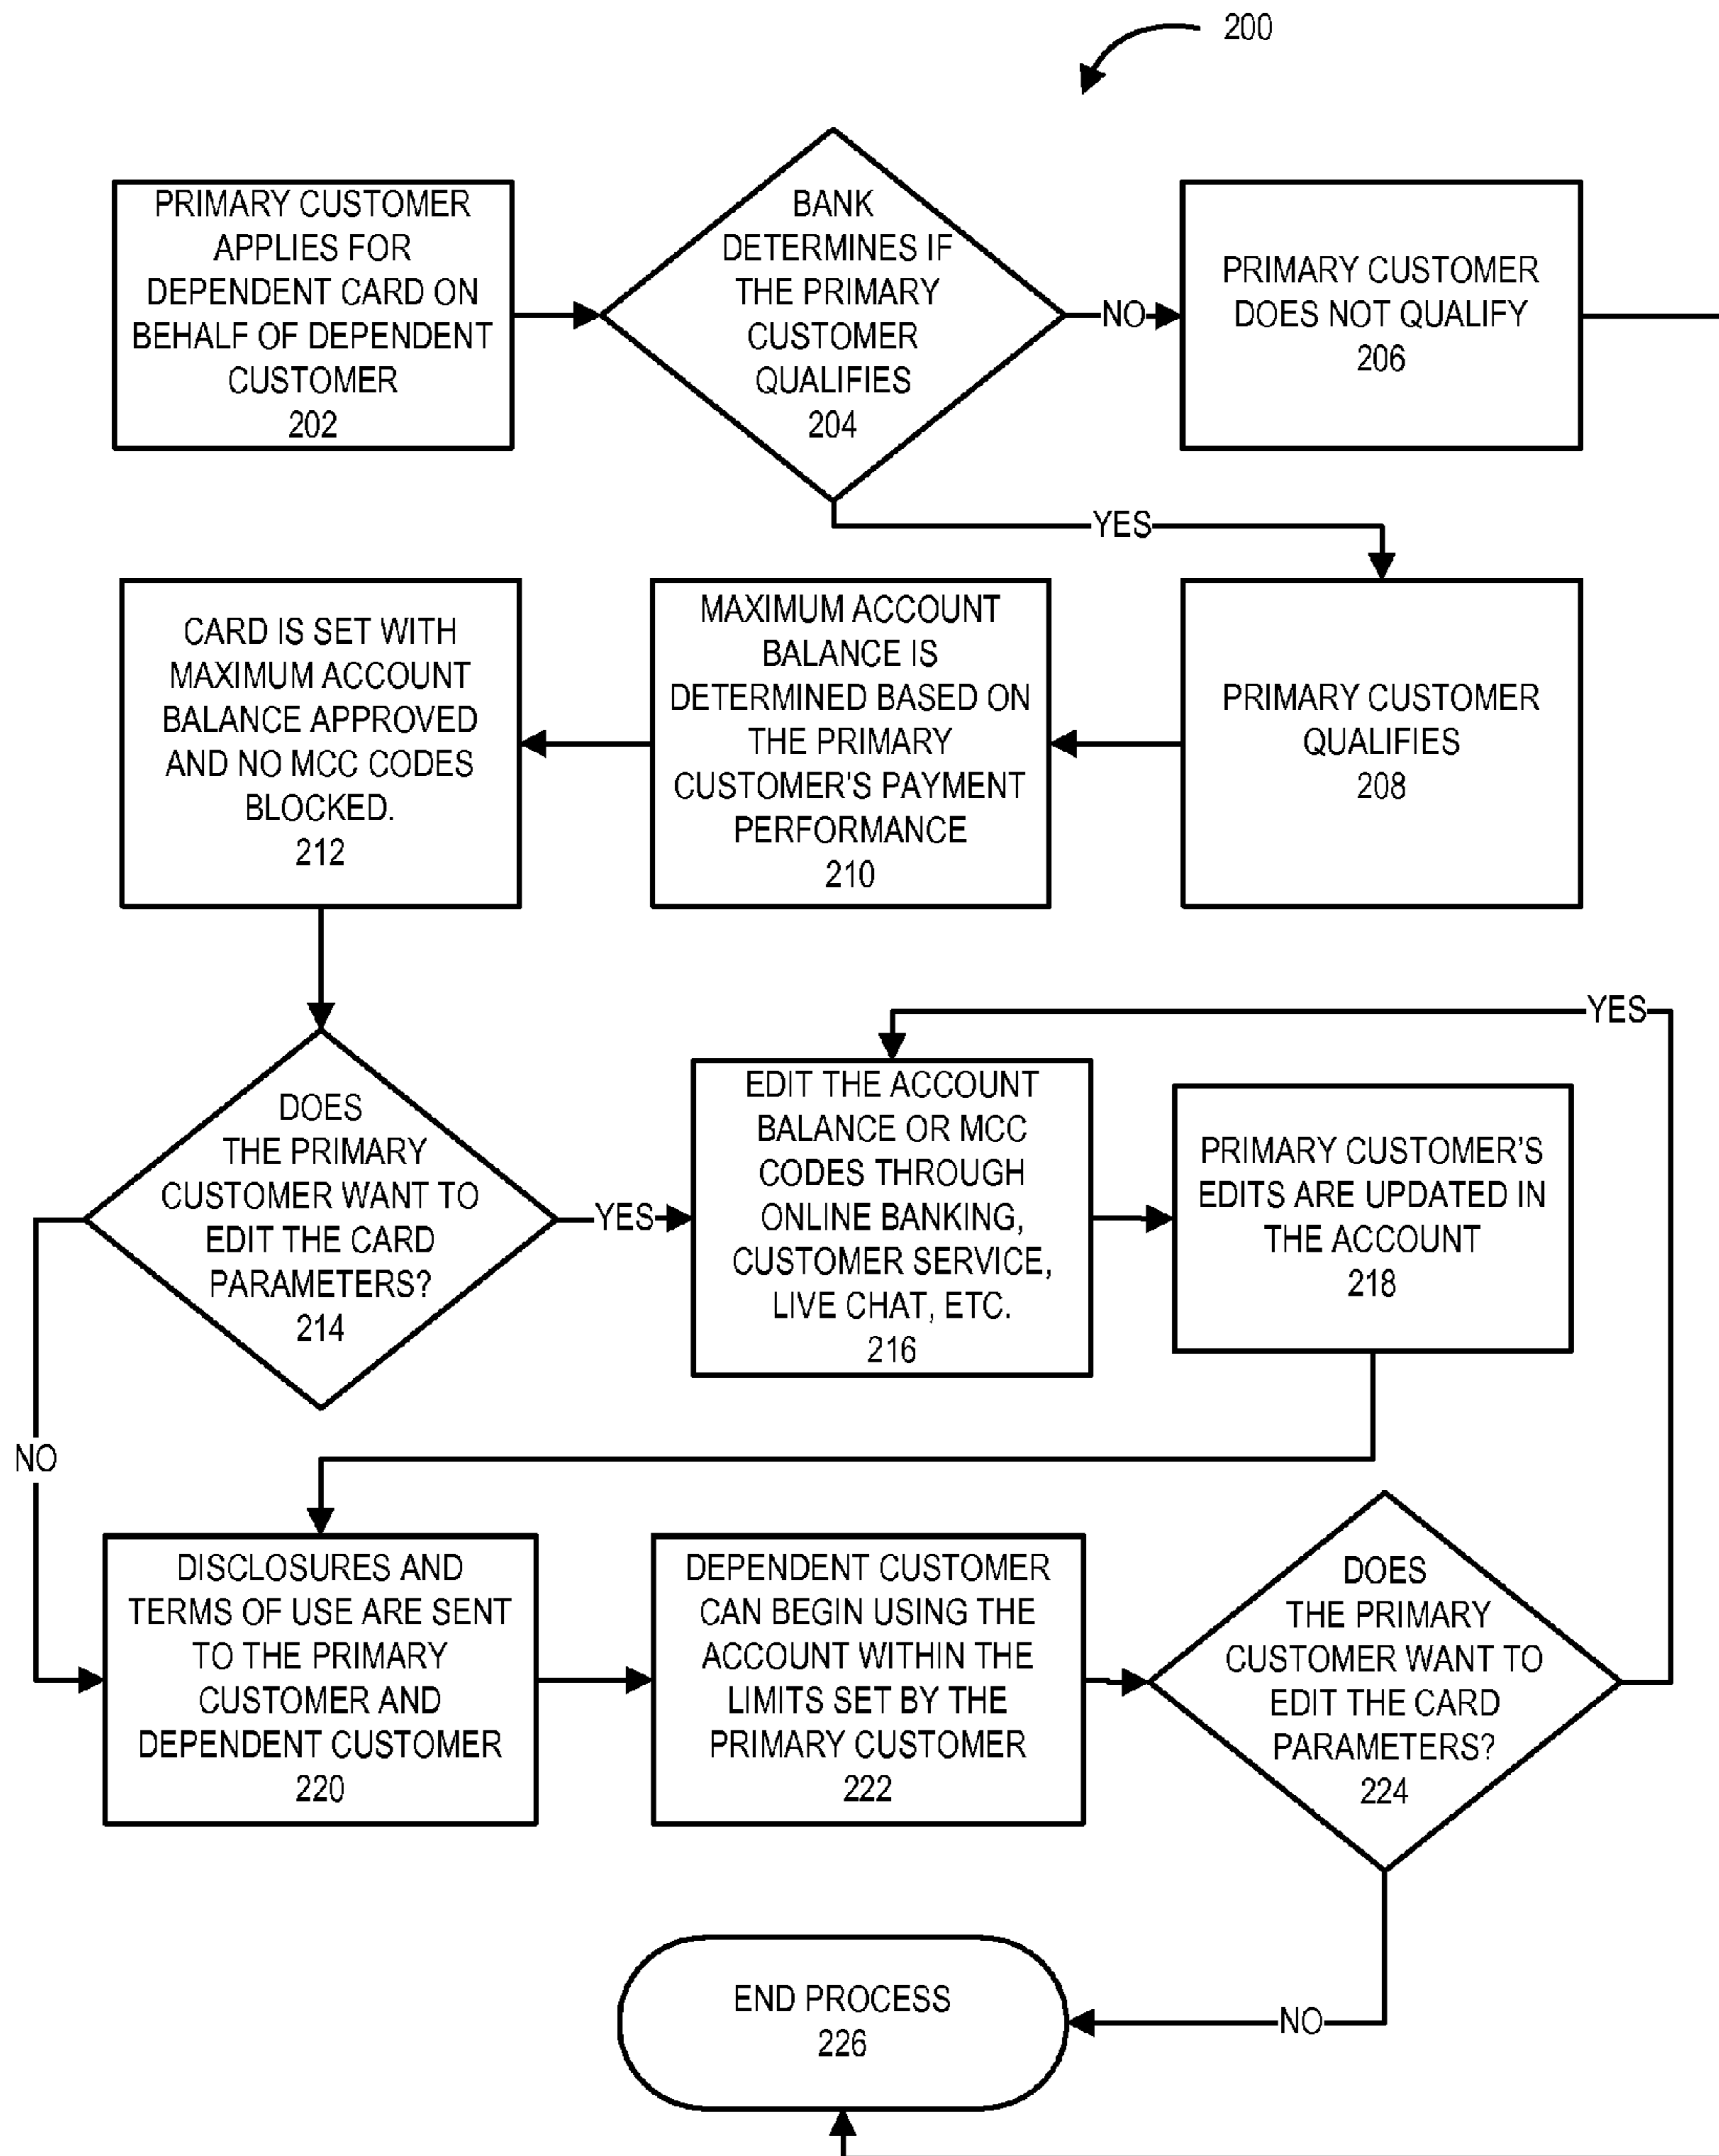 200
PRIMARY CUSTOMER
APPLIES FOR
DEPENDENT CARD ON
BEHALF OF DEPENDENT
CUSTOMER
202
BANK
DETERMINES IF
THE PRIMARY
CUSTOMER
QUALIFIES
204
NO
PRIMARY CUSTOMER
DOES NOT QUALIFY
206
YES
PRIMARY CUSTOMER
QUALIFIES
208
MAXIMUM ACCOUNT
BALANCE IS
DETERMINED BASED ON
THE PRIMARY
CUSTOMER'S PAYMENT
PERFORMANCE
210
CARD IS SET WITH
MAXIMUM ACCOUNT
BALANCE APPROVED
AND NO MCC CODES
BLOCKED.
212
DOES
THE PRIMARY
CUSTOMER WANT TO
EDIT THE CARD
PARAMETERS?
214
YES
EDIT THE ACCOUNT
BALANCE OR MCC
CODES THROUGH
ONLINE BANKING,
CUSTOMER SERVICE,
LIVE CHAT, ETC.
216
PRIMARY CUSTOMER'S
EDITS ARE UPDATED IN
THE ACCOUNT
218
YES
NO
DISCLOSURES AND
TERMS OF USE ARE SENT
TO THE PRIMARY
CUSTOMER AND
DEPENDENT CUSTOMER
220
DEPENDENT CUSTOMER
CAN BEGIN USING THE
ACCOUNT WITHIN THE
LIMITS SET BY THE
PRIMARY CUSTOMER
222
DOES
THE PRIMARY
CUSTOMER WANT TO
EDIT THE CARD
PARAMETERS?
224
NO
END PROCESS
226